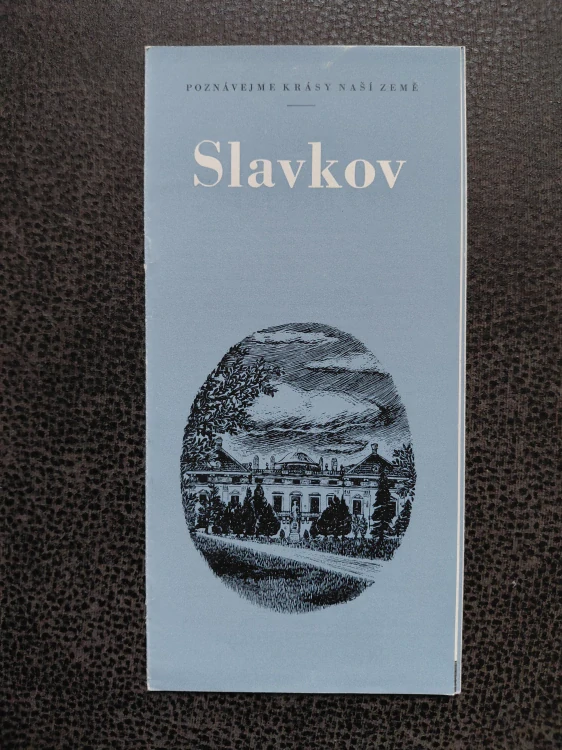 POZNÁVEJME KRÁSY NAŠÍ ZEMĚ
Slavkov